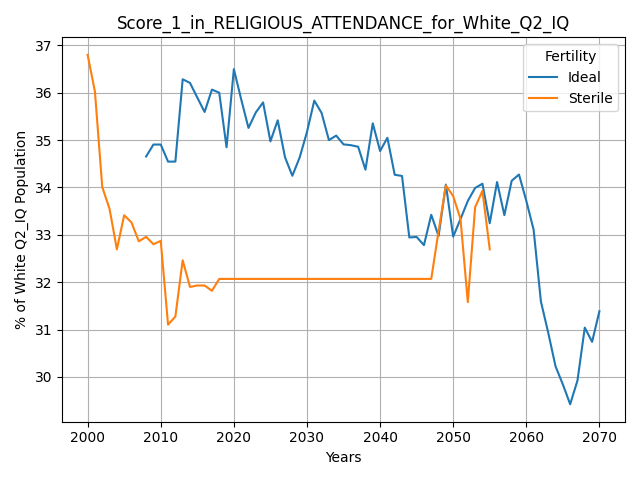 Score_1_in_RELIGIOUS_ATTENDANCE_for_White_Q2_IQ
% of White Q2_IQ Population
37
36
35
34
33
32
31
30
Fertility
Ideal
Sterile
2000 2010 2020 2030 2040 2050 2060 2070
Years